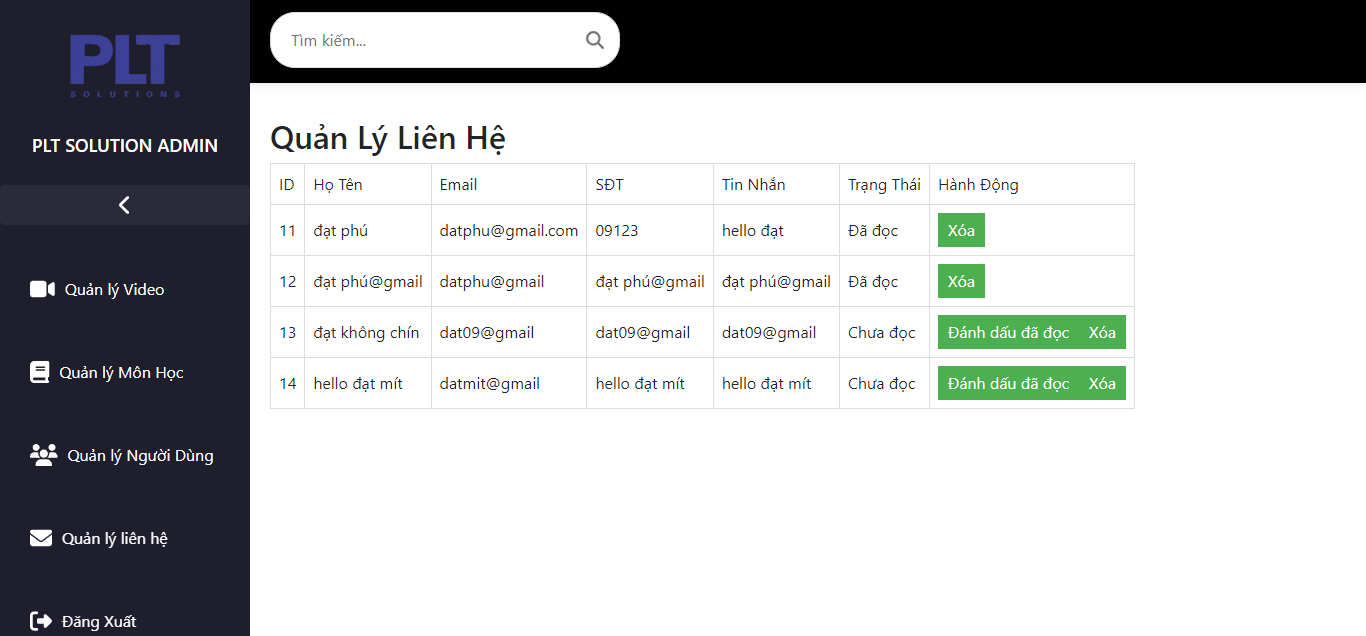 PLT
SOLUTIONS
PLT SOLUTION ADMIN
Quản lý Video
Quản lý Môn Học
Quản lý Người Dùng
Quản lý liên hệ
Đăng Xuất
Tìm kiếm...
Quản Lý Liên Hệ
ID Họ Tên Email SĐT Tin Nhắn Trạng Thái Hành Động
11 đạt phú datphu@gmail.com 09123 hello đạt Đã đọc Xóa
12 đạt phú@gmail datphu@gmail đạt phú@gmail đạt phú@gmail Đã đọc Xóa
13 đạt không chín dat09@gmail dat09@gmail dat09@gmail Chưa đọc Đánh dấu đã đọc Xóa
14 hello đạt mít datmit@gmail hello đạt mít hello đạt mít Chưa đọc Đánh dấu đã đọc Xóa